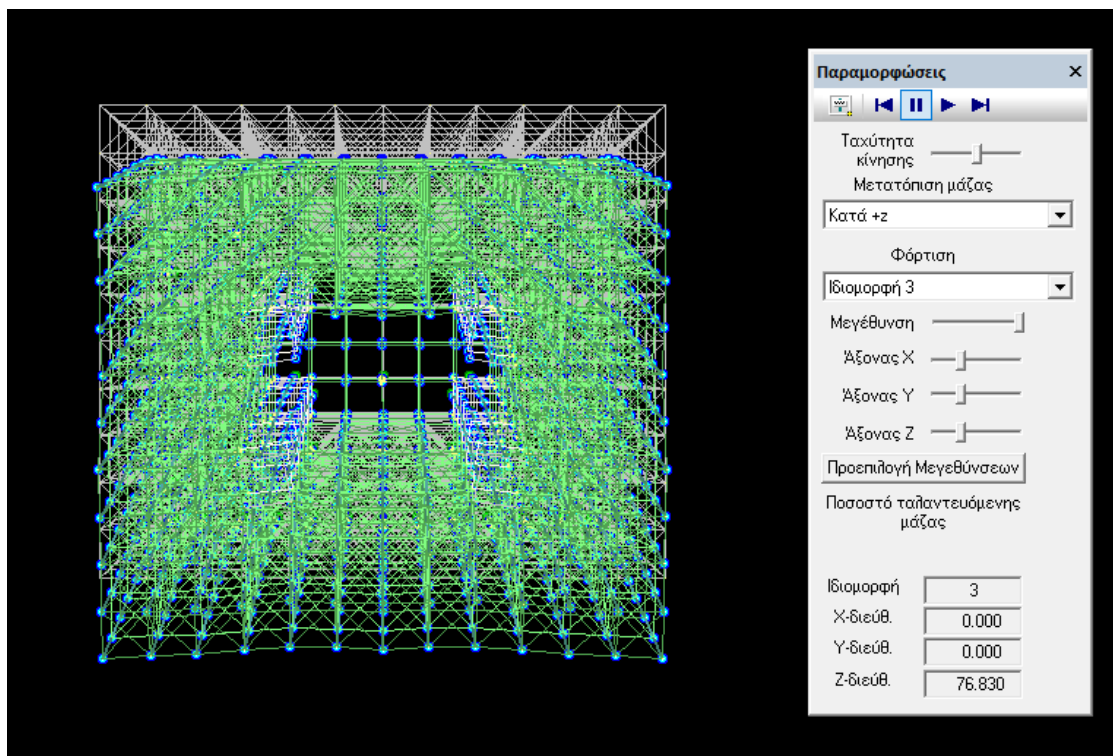 Παραμορφώσεις
Ταχύτητα
κίνησης
Μετατόπιση μάζας
Κατά +z
Φόρτιση
Ιδιομορφή 3
Μεγέθυνση
Άξονας X
Άξονας Y
Άξονας Z
Προεπιλογή Μεγεθύνσεων
Ποσοστό ταλαντευόμενης
μάζας
Ιδιομορφή 3
X-διεύθ. 0.000
Y-διεύθ. 0.000
Z-διεύθ. 76.830